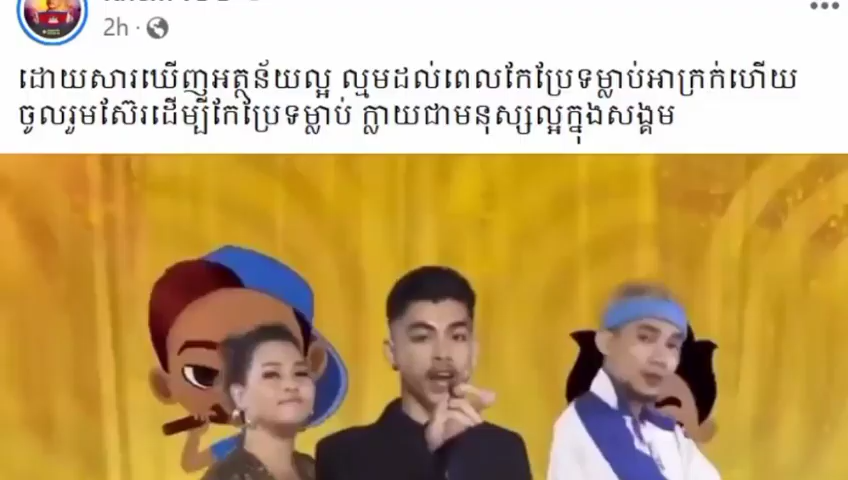 2h
ដោយសារឃើញអត្ថន័យល្អ ល្មមដល់ពេលកែប្រែទម្លាប់អាក្រក់ហើយ
ចូលរួមស៊ែរដើម្បីកែប្រែទម្លាប់ ក្លាយជាមនុស្សល្អក្នុងសង្គម